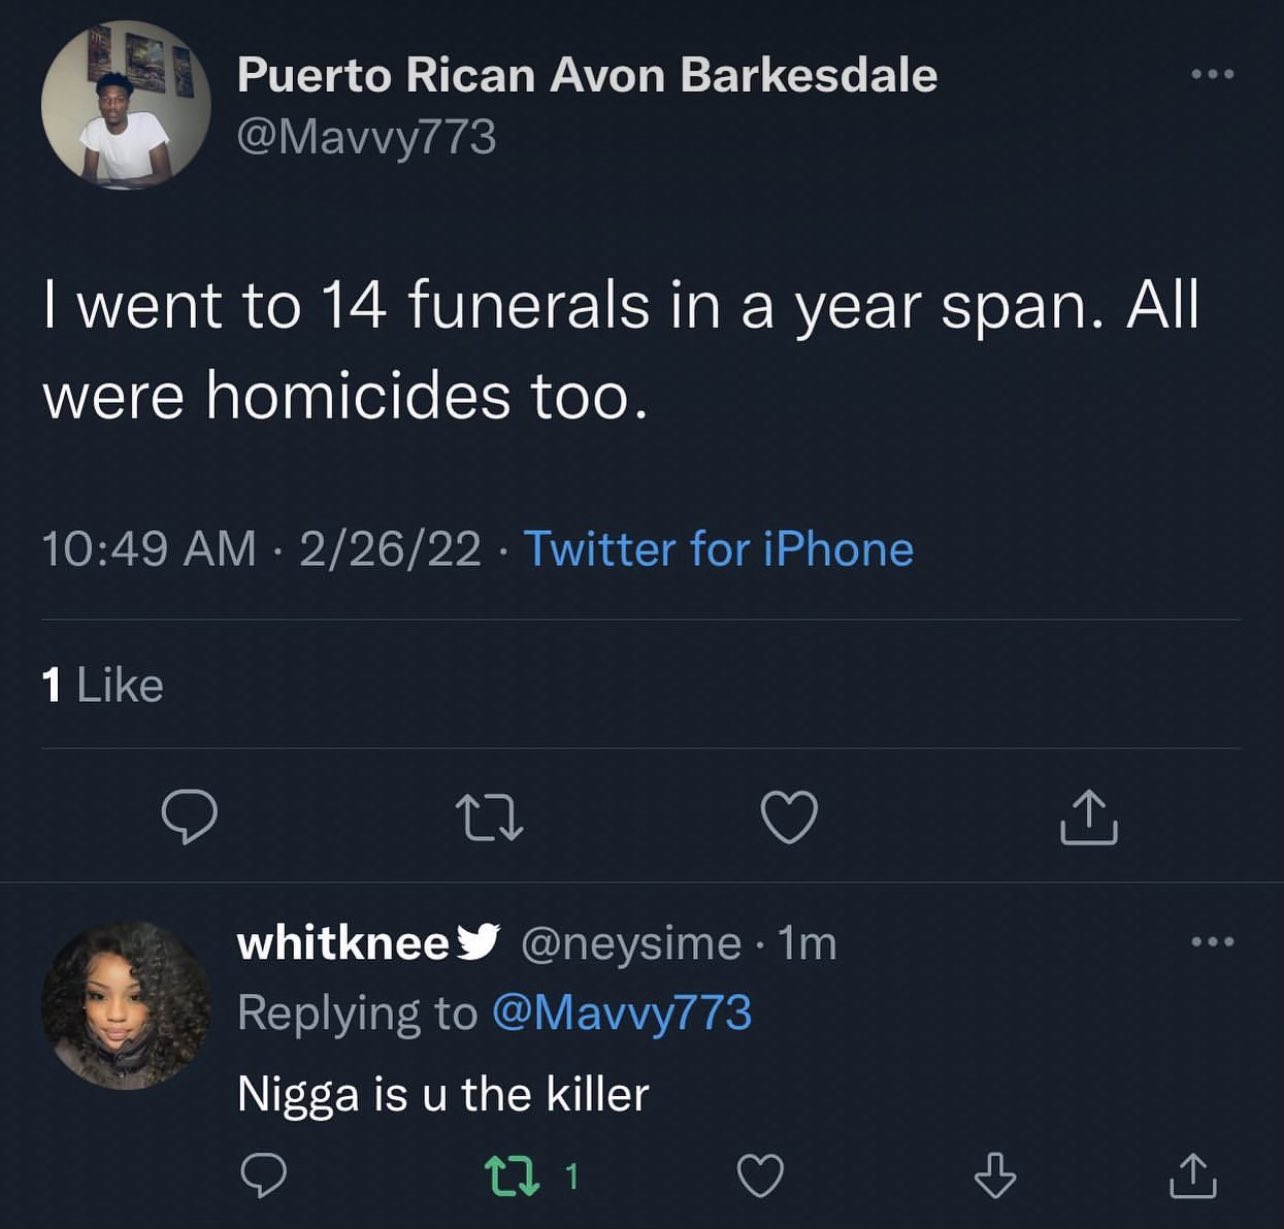 Puerto Rican Avon Barkesdale
@Mavvy773
I went to 14 funerals in a year span. All
were homicides too.
10:49 AM · 2/26/22 · Twitter for iPhone
1 Like
whitknee @neysime · 1m
Replying to @Mavvy773
Nigga is u the killer
1